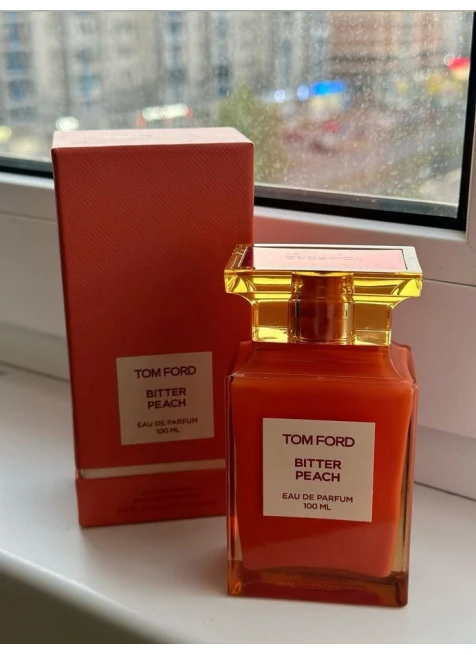 TOM FORD
BITTER
PEACH
EAU DE PARFUM
100 ML
TOM FORD
BITTER
PEACH
EAU DE PARFUM
100 ML